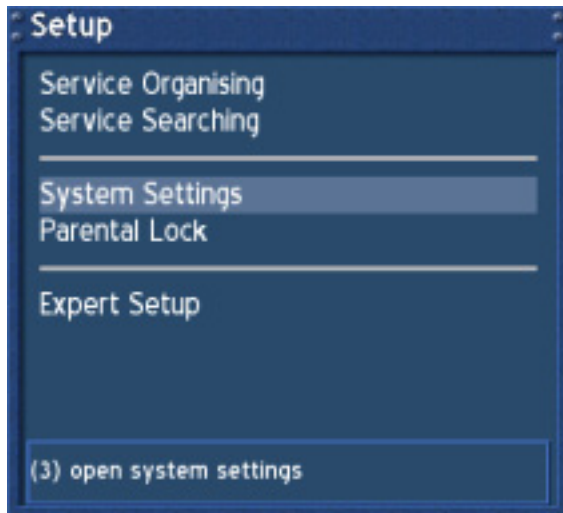 Setup
Service Organising
Service Searching
System Settings
Parental Lock
Expert Setup
(3) open system settings